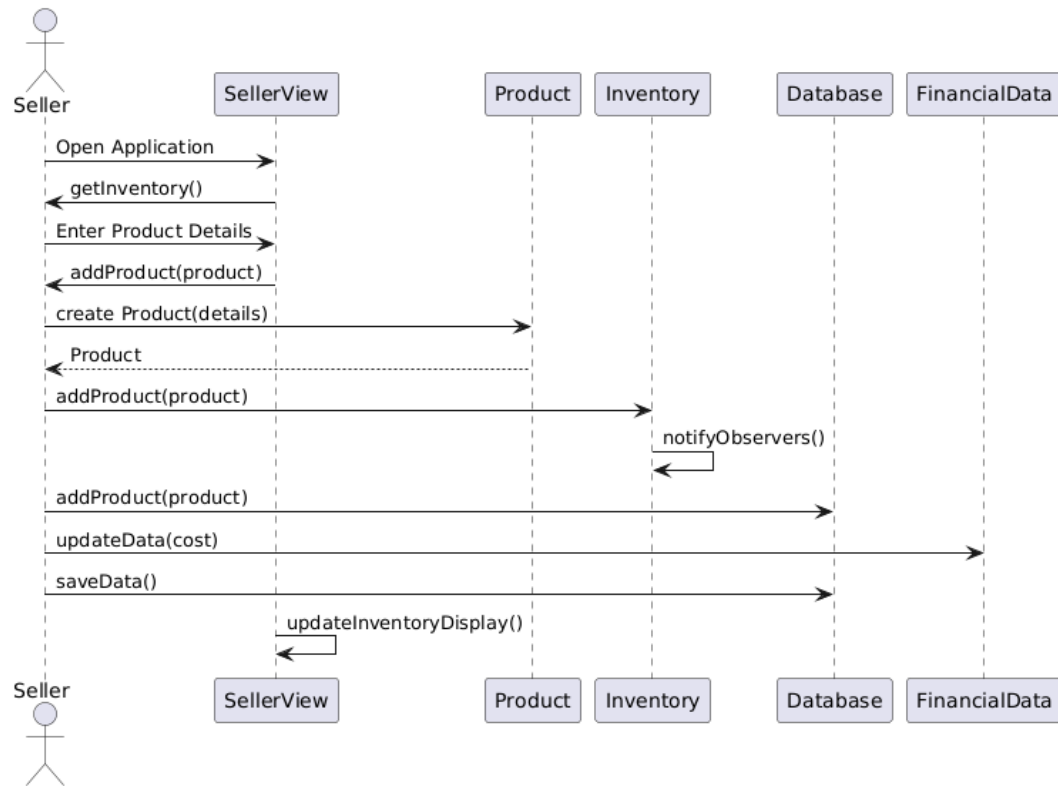 Seller
SellerView
Product
Inventory
Database
FinancialData
Open Application
getInventory()
Enter Product Details
addProduct(product)
create Product(details)
Product
addProduct(product)
notifyObservers()
addProduct(product)
updateData(cost)
saveData()
updateInventoryDisplay()
Seller
SellerView
Product
Inventory
Database
FinancialData